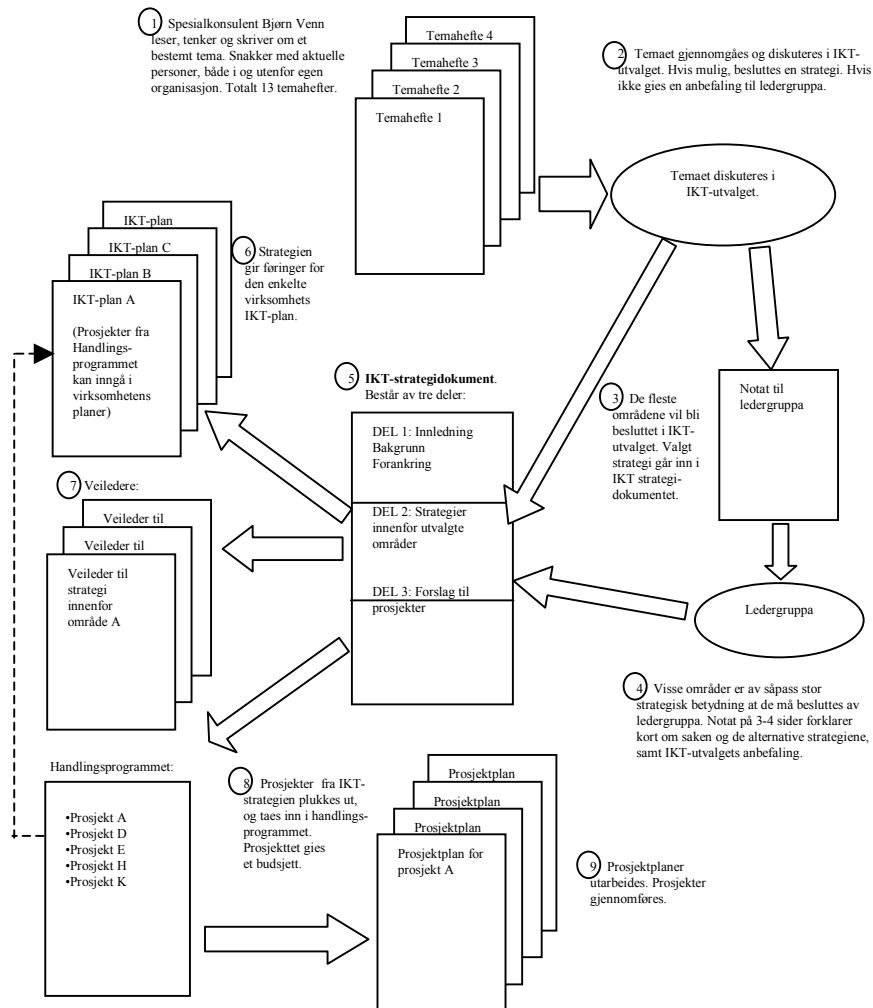 1 Spesialkonsulent Bjørn Venn
leser, tenker og skriver om et
bestemt tema. Snakker med aktuelle
personer, både i og utenfor egen
organisasjon. Totalt 13 temahefter.
Temahefte 4
Temahefte 3
Temahefte 2
Temahefte 1
2 Temaet gjennomgåes og diskuteres i IKT-
utvalget. Hvis mulig, besluttes en strategi. Hvis
ikke gies en anbefaling til ledergruppa.
Temaet diskuteres i
IKT-utvalget.
Notat til
ledergruppa
3 De fleste
områdene vil bli
besluttet i IKT-
utvalget. Valgt
strategi går inn i
IKT strategi-
dokumentet.
Ledergruppa
4 Visse områder er av såpass stor
strategisk betydning at de må besluttes av
ledergruppa. Notat på 3-4 sider forklarer
kort om saken og de alternative strategiene,
samt IKT-utvalgets anbefaling.
5 IKT-strategidokument.
Består av tre deler:
DEL 1: Innledning
Bakgrunn
Forankring
DEL 2: Strategier
innenfor utvalgte
områder
DEL 3: Forslag til
prosjekter
IKT-plan
IKT-plan C
IKT-plan B
IKT-plan A
(Prosjekter fra
Handlings-
programmet
kan inngå i
virksomhetens
planer)
6 Strategien
gir føringer for
den enkelte
virksomhets
IKT-plan.
7 Veiledere:
Veileder til
Veileder til
Veileder til
strategi
innenfor
område A
Handlingsprogrammet:
•Prosjekt A
•Prosjekt D
•Prosjekt E
•Prosjekt H
•Prosjekt K
8 Prosjekter fra IKT-
strategien plukkes ut,
og taes inn i handlings-
programmet.
Prosjekttet gies
et budsjett.
Prosjektplan
Prosjektplan
Prosjektplan
Prosjektplan for
prosjekt A
9 Prosjektplaner
utarbeides. Prosjekter
gjennomføres.